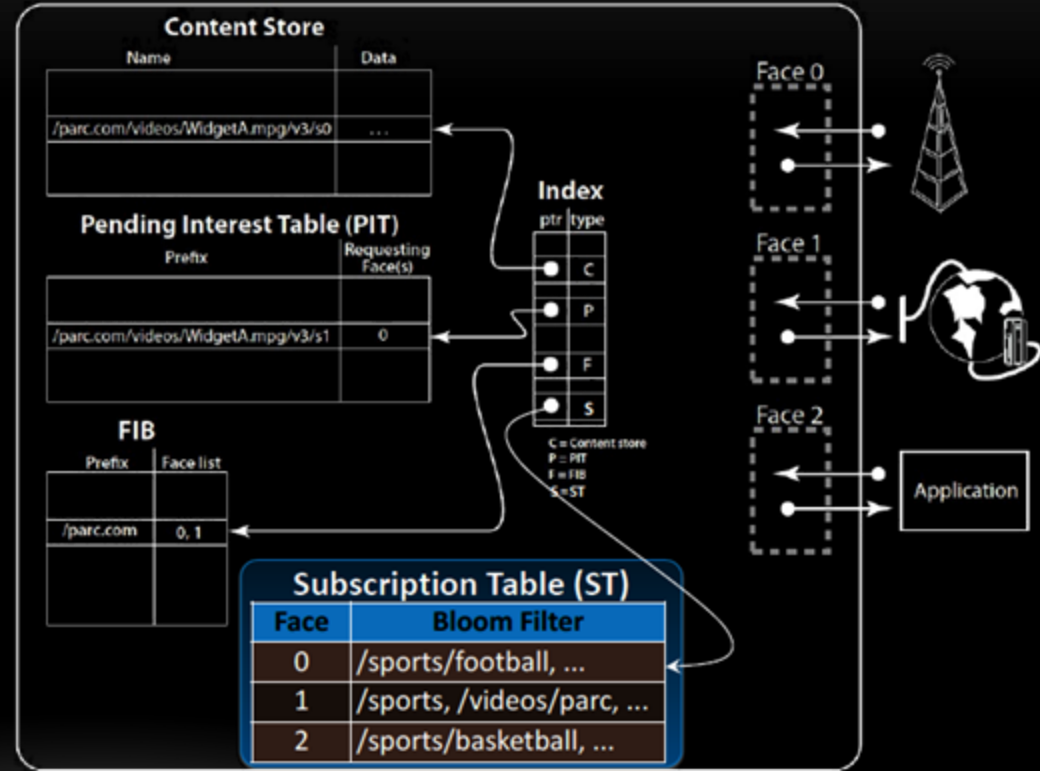 Content Store
Name Data
/parc.com/videos/WidgetA.mpg/v3/s0 ...
Pending Interest Table (PIT)
Prefix Requesting Face(s)
/parc.com/videos/WidgetA.mpg/v3/s1 0
FIB
Prefix Face list
/parc.com 0, 1
Index
ptr type
C
P
F
S
C = Content store
P = PIT
F = FIB
S = ST
Subscription Table (ST)
Face Bloom Filter
0 /sports/football, ...
1 /sports, /videos/parc, ...
2 /sports/basketball, ...
Face 0
Face 1
Face 2
Application